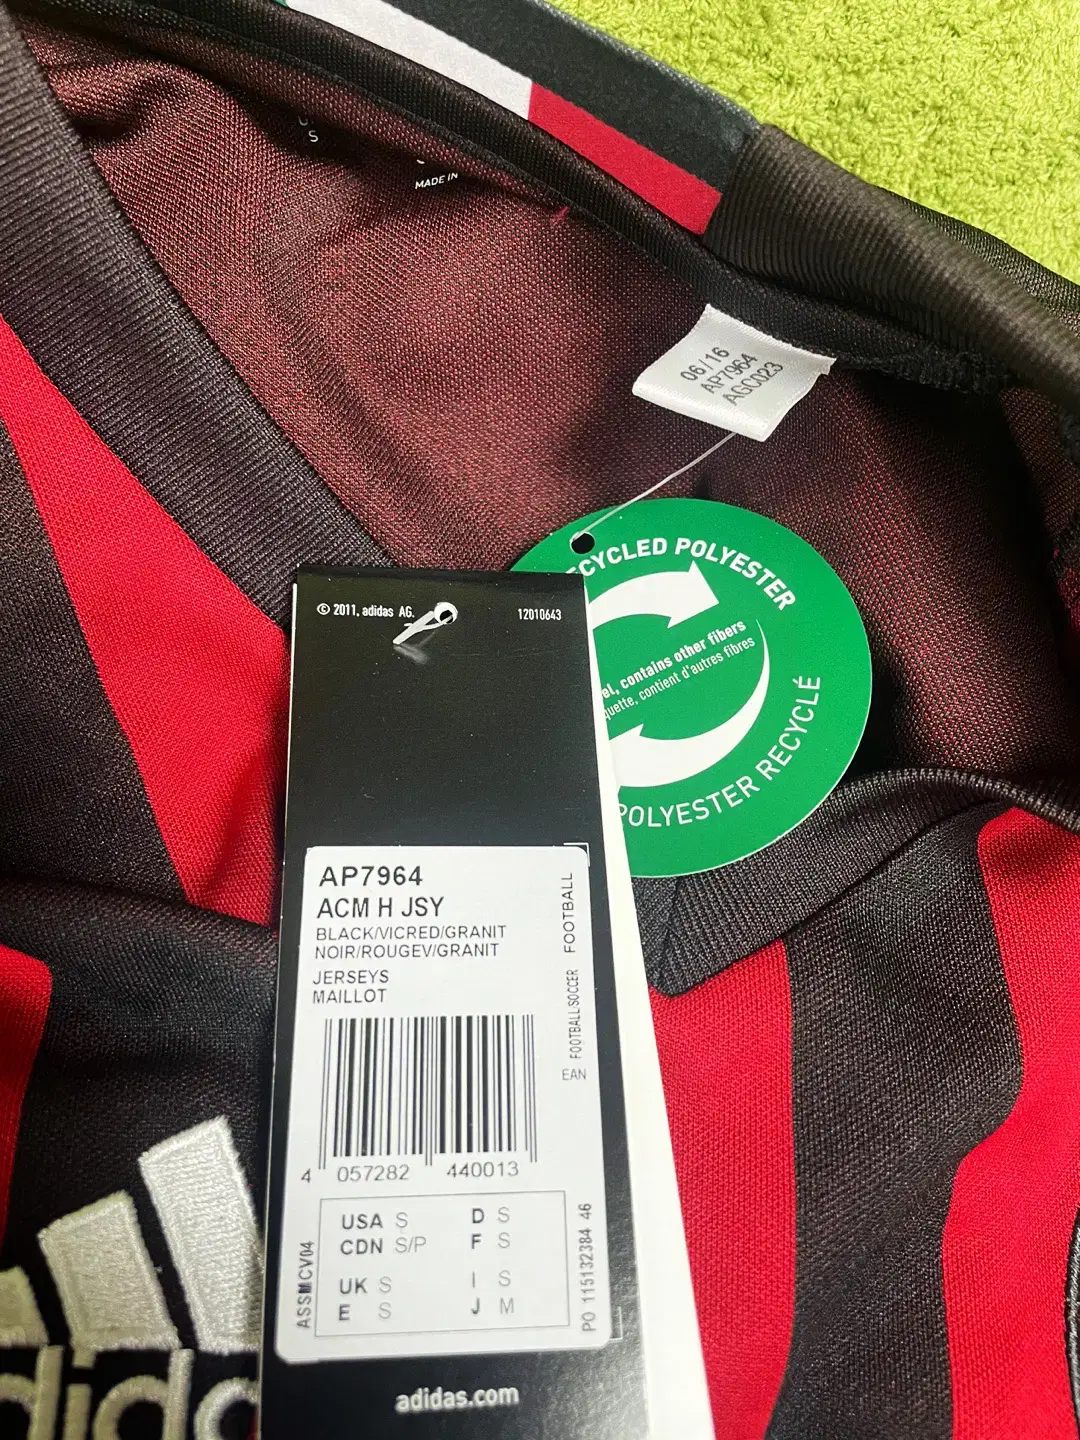 S
MADE IN
06/16
AP7964
AGC023
CYCLED POLYESTER
contains other fibers
contient d'autres fibres
POLYESTER RECYCLÉ
© 2011, adidas AG.
12010643
AP7964
ACM H JSY
BLACK/VICRED/GRANIT
NOIR/ROUGEV/GRANIT
JERSEYS
MAILLOT
FOOTBALL
FOOTBALL/SOCCER
EAN
4 057282 440013
USA S
CDN S/P
UK S
E S
D S
F S
I S
J M
ASSMCV04
PO 115132384 46
adidas.com
adida